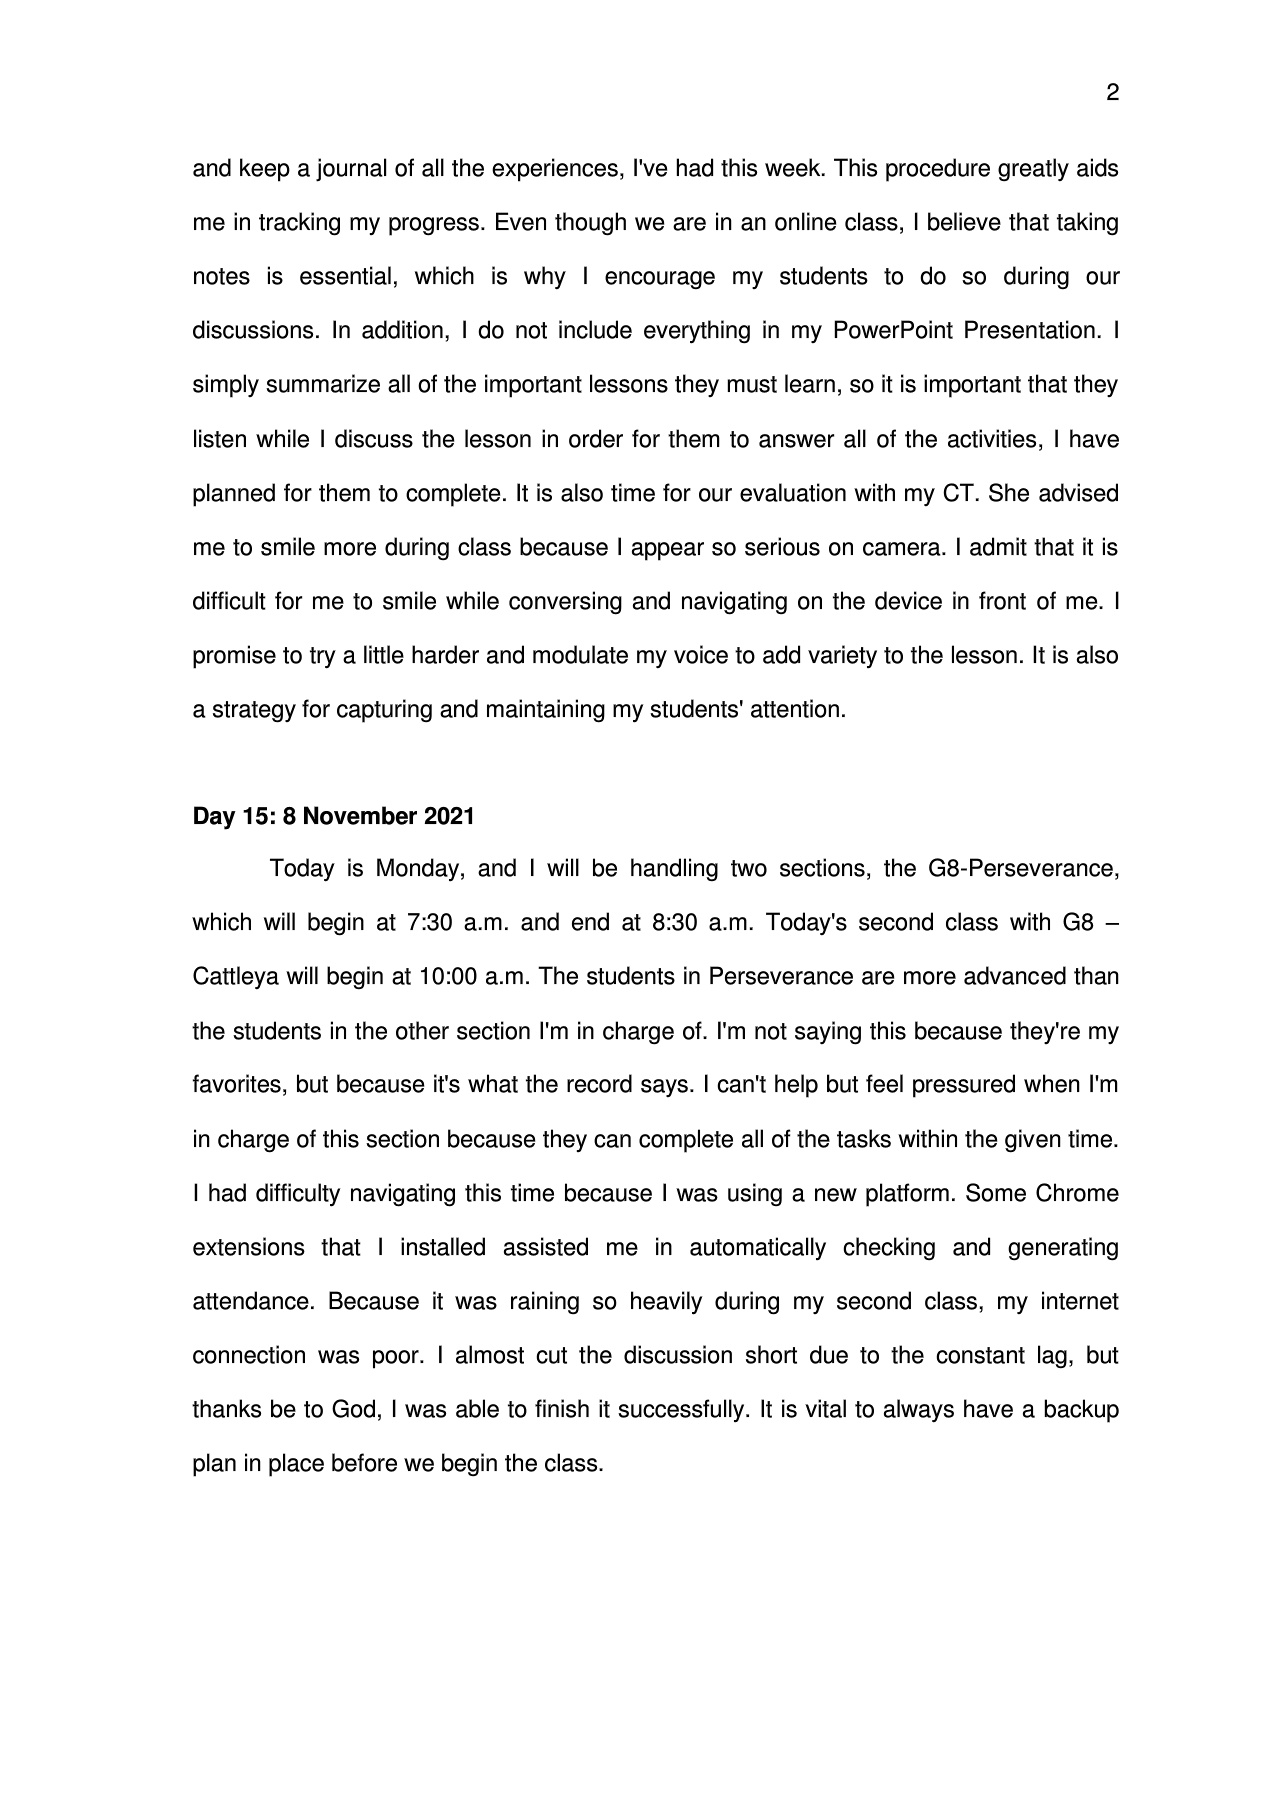 2
and keep a journal of all the experiences, I've had this week. This procedure greatly aids
me in tracking my progress. Even though we are in an online class, I believe that taking
notes is essential, which is why I encourage my students to do so during our
discussions. In addition, I do not include everything in my PowerPoint Presentation. I
simply summarize all of the important lessons they must learn, so it is important that they
listen while I discuss the lesson in order for them to answer all of the activities, I have
planned for them to complete. It is also time for our evaluation with my CT. She advised
me to smile more during class because I appear so serious on camera. I admit that it is
difficult for me to smile while conversing and navigating on the device in front of me. I
promise to try a little harder and modulate my voice to add variety to the lesson. It is also
a strategy for capturing and maintaining my students' attention.
Day 15: 8 November 2021
Today is Monday, and I will be handling two sections, the G8-Perseverance,
which will begin at 7:30 a.m. and end at 8:30 a.m. Today's second class with G8 –
Cattleya will begin at 10:00 a.m. The students in Perseverance are more advanced than
the students in the other section I'm in charge of. I'm not saying this because they're my
favorites, but because it's what the record says. I can't help but feel pressured when I'm
in charge of this section because they can complete all of the tasks within the given time.
I had difficulty navigating this time because I was using a new platform. Some Chrome
extensions that I installed assisted me in automatically checking and generating
attendance. Because it was raining so heavily during my second class, my internet
connection was poor. I almost cut the discussion short due to the constant lag, but
thanks be to God, I was able to finish it successfully. It is vital to always have a backup
plan in place before we begin the class.